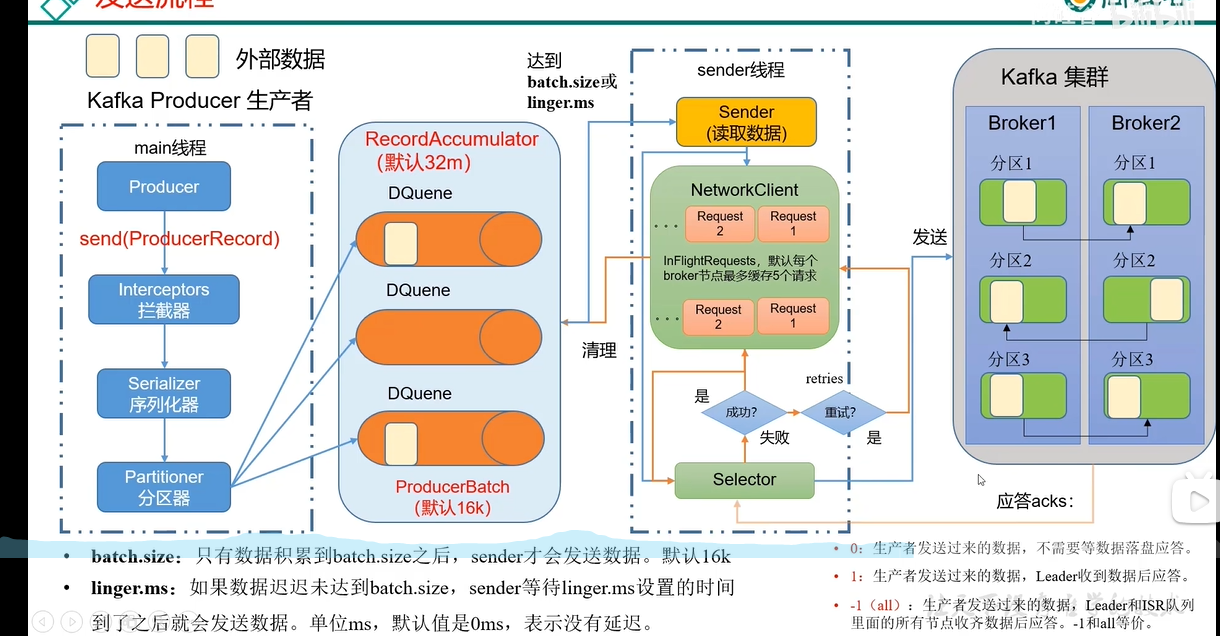 发送流程
外部数据
Kafka Producer 生产者
main线程
Producer
send(ProducerRecord)
Interceptors
拦截器
Serializer
序列化器
Partitioner
分区器
RecordAccumulator
(默认32m)
DQuene
DQuene
DQuene
ProducerBatch
(默认16k)
达到
batch.size或
linger.ms
清理
sender线程
Sender
(读取数据)
NetworkClient
··· Request 2 Request 1
InFlightRequests，默认每个
broker节点最多缓存5个请求
··· Request 2 Request 1
是
成功?
失败
retries
重试?
是
Selector
发送
Kafka 集群
Broker1 Broker2
分区1 分区1
分区2 分区2
分区3 分区3
应答acks：
• batch.size：只有数据积累到batch.size之后，sender才会发送数据。默认16k
• linger.ms：如果数据迟迟未达到batch.size，sender等待linger.ms设置的时间
到了之后就会发送数据。单位ms，默认值是0ms，表示没有延迟。
• 0：生产者发送过来的数据，不需要等数据落盘应答。
• 1：生产者发送过来的数据，Leader收到数据后应答。
• -1（all）：生产者发送过来的数据，Leader和ISR队列
里面的所有节点收齐数据后应答。-1和all等价。